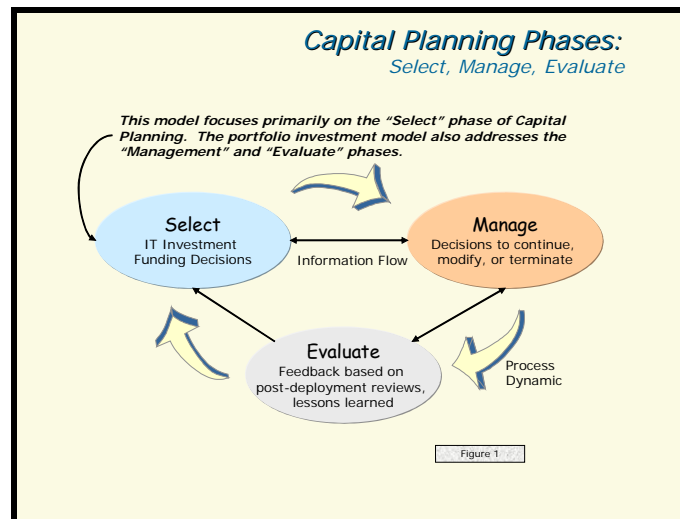 Capital Planning Phases:
Select, Manage, Evaluate
This model focuses primarily on the “Select” phase of Capital
Planning. The portfolio investment model also addresses the
“Management” and “Evaluate” phases.
Select
IT Investment
Funding Decisions
Manage
Decisions to continue,
modify, or terminate
Information Flow
Evaluate
Feedback based on
post-deployment reviews,
lessons learned
Process
Dynamic
Figure 1